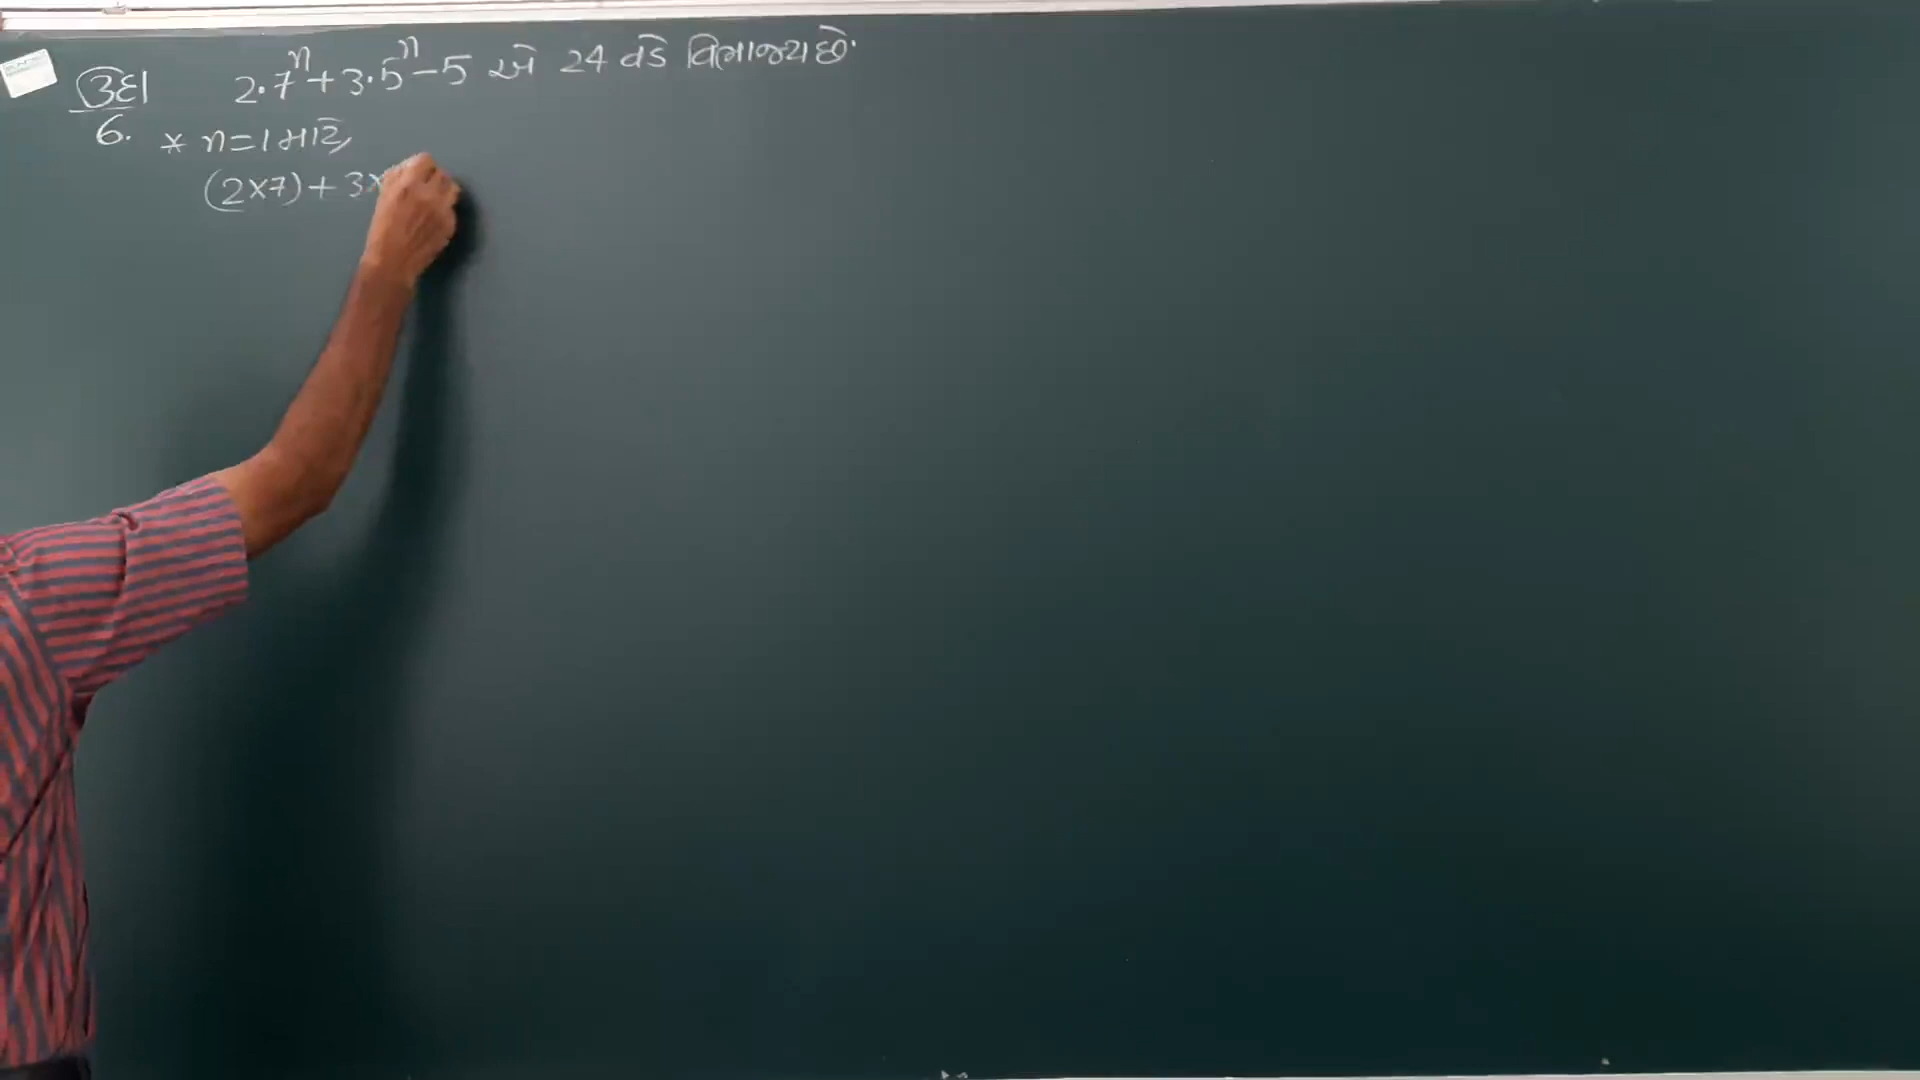 ઉદા 6. 2·7ⁿ + 3·5ⁿ − 5 એ 24 વડે વિભાજ્ય છે.
* n = 1 માટે,
(2×7) + 3×